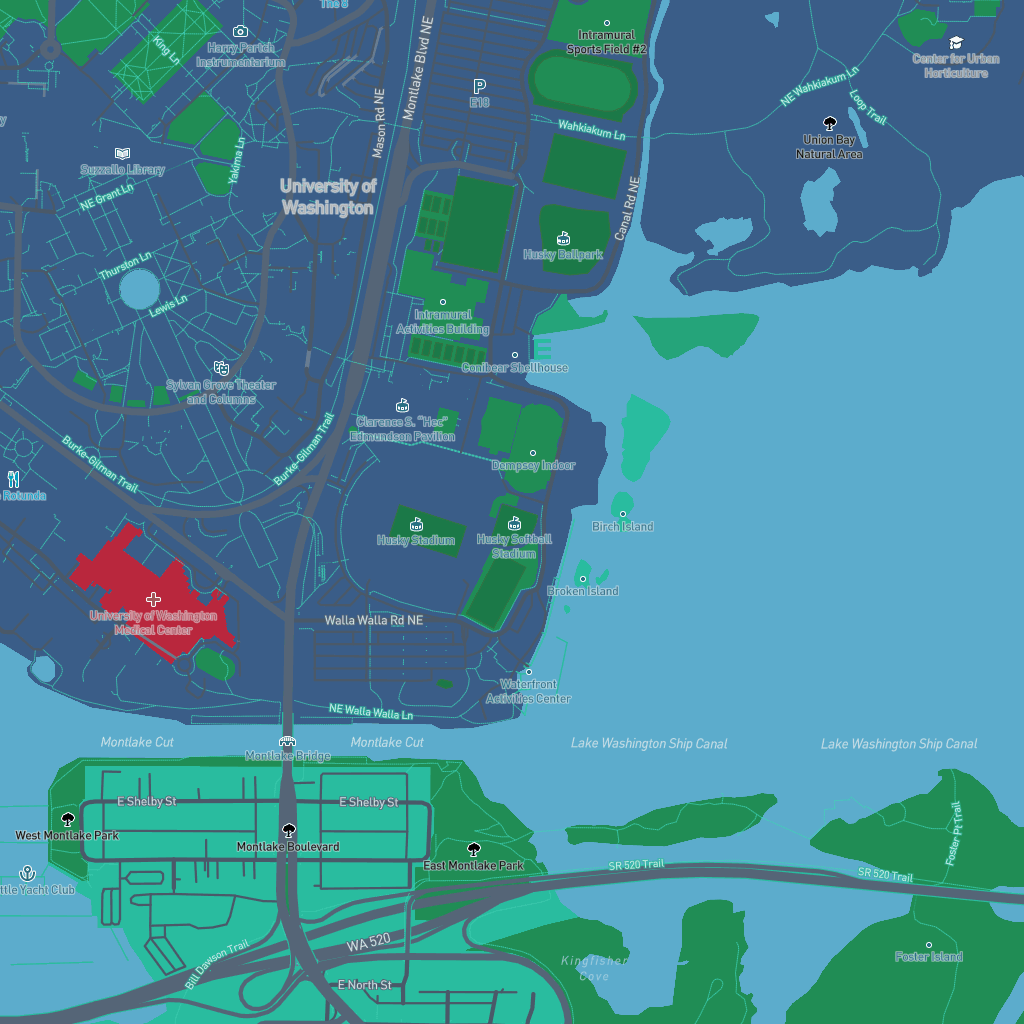 The 8
King Ln
Harry Partch
Instrumentarium
Montlake Blvd NE
Intramural
Sports Field #2
Center for Urban
Horticulture
E18
Mason Rd NE
NE Wahkiakum Ln
Loop Trail
Wahkiakum Ln
Union Bay
Natural Area
Suzzallo Library
Yakima Ln
NE Grant Ln
University of
Washington
Canal Rd NE
Husky Ballpark
Thurston Ln
Lewis Ln
Intramural
Activities Building
Conibear Shellhouse
Sylvan Grove Theater
and Columns
Clarence S. "Hec"
Edmundson Pavilion
Burke-Gilman Trail
Burke-Gilman Trail
Dempsey Indoor
Rotunda
Birch Island
Husky Stadium
Husky Softball
Stadium
Broken Island
University of Washington
Medical Center
Walla Walla Rd NE
Waterfront
Activities Center
NE Walla Walla Ln
Montlake Cut
Montlake Cut
Lake Washington Ship Canal
Lake Washington Ship Canal
Montlake Bridge
E Shelby St
E Shelby St
West Montlake Park
Montlake Boulevard
East Montlake Park
Foster Pt Trail
SR 520 Trail
SR 520 Trail
ttle Yacht Club
WA 520
Bill Dawson Trail
Kingfisher
Cove
Foster Island
E North St